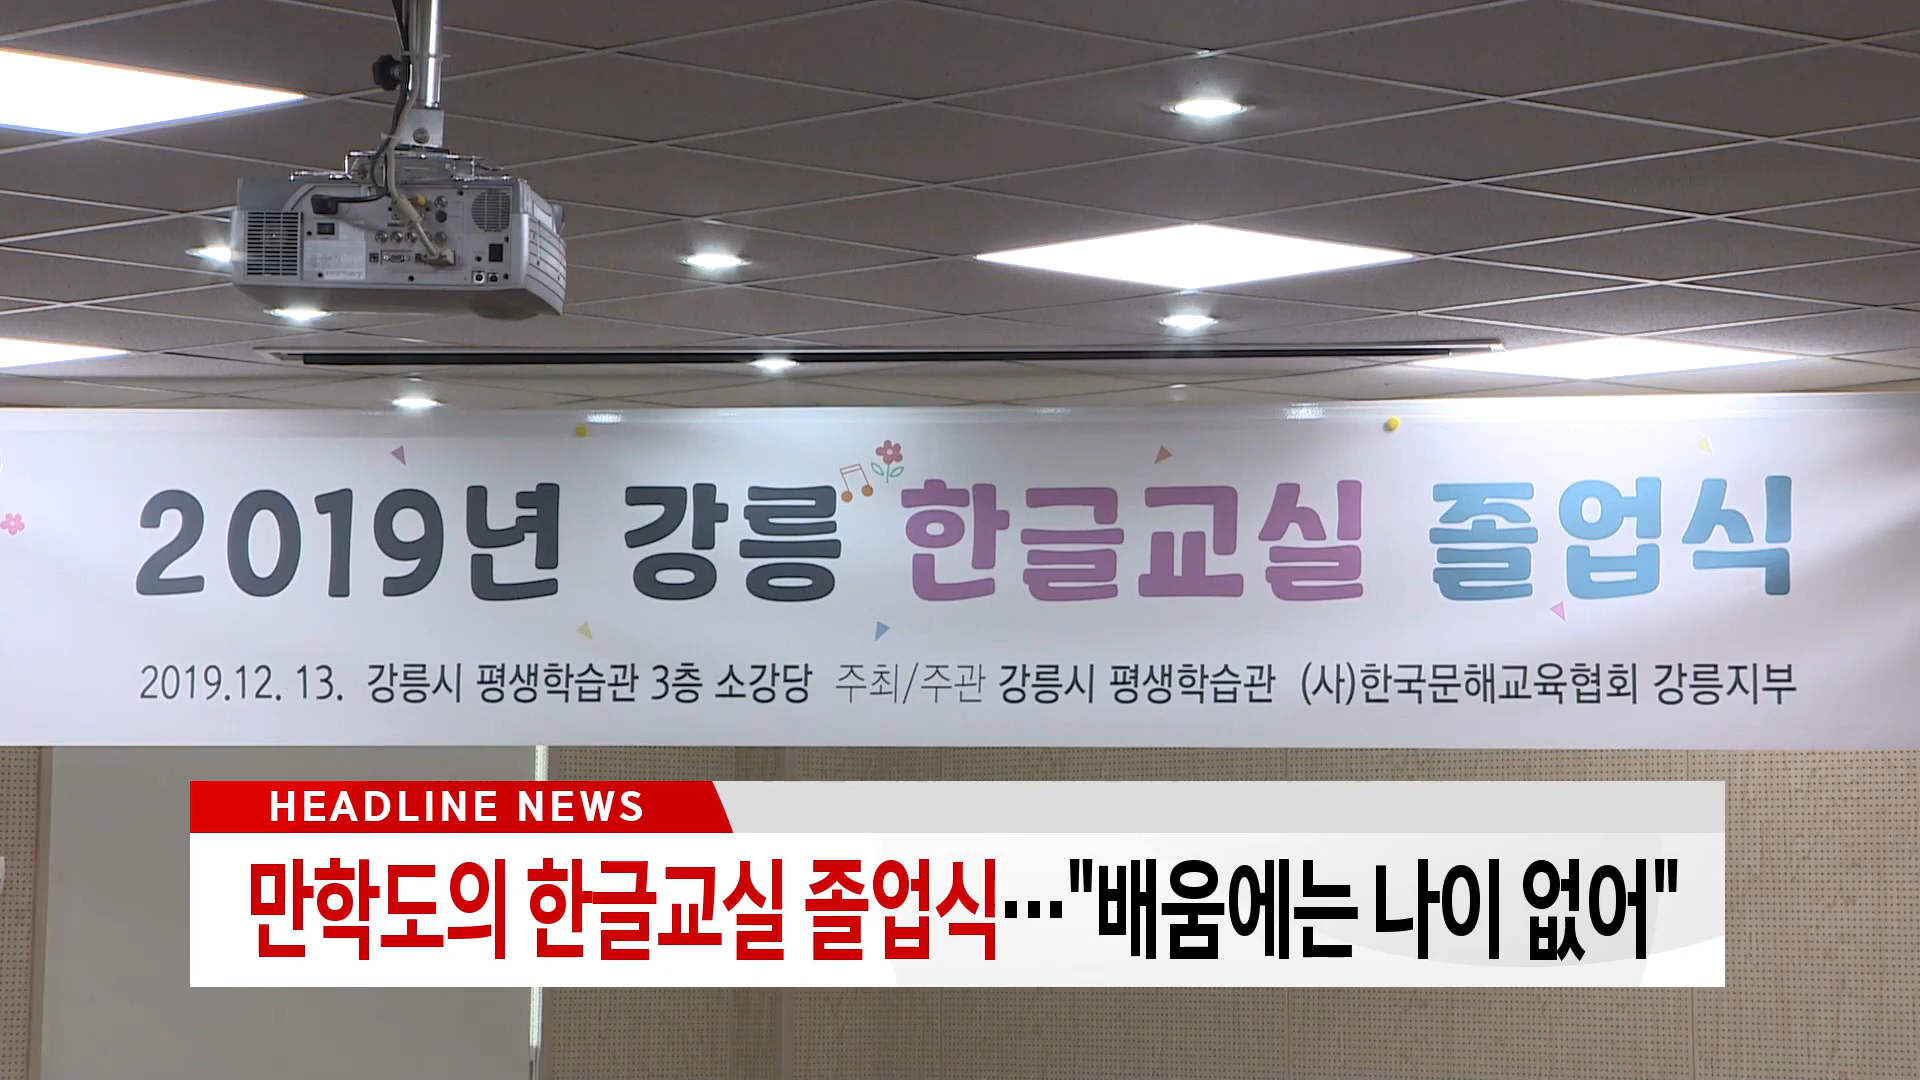 2019년 강릉 한글교실 졸업식
2019.12. 13. 강릉시 평생학습관 3층 소강당 주최/주관 강릉시 평생학습관 (사)한국문해교육협회 강릉지부
HEADLINE NEWS
만학도의 한글교실 졸업식…"배움에는 나이 없어"